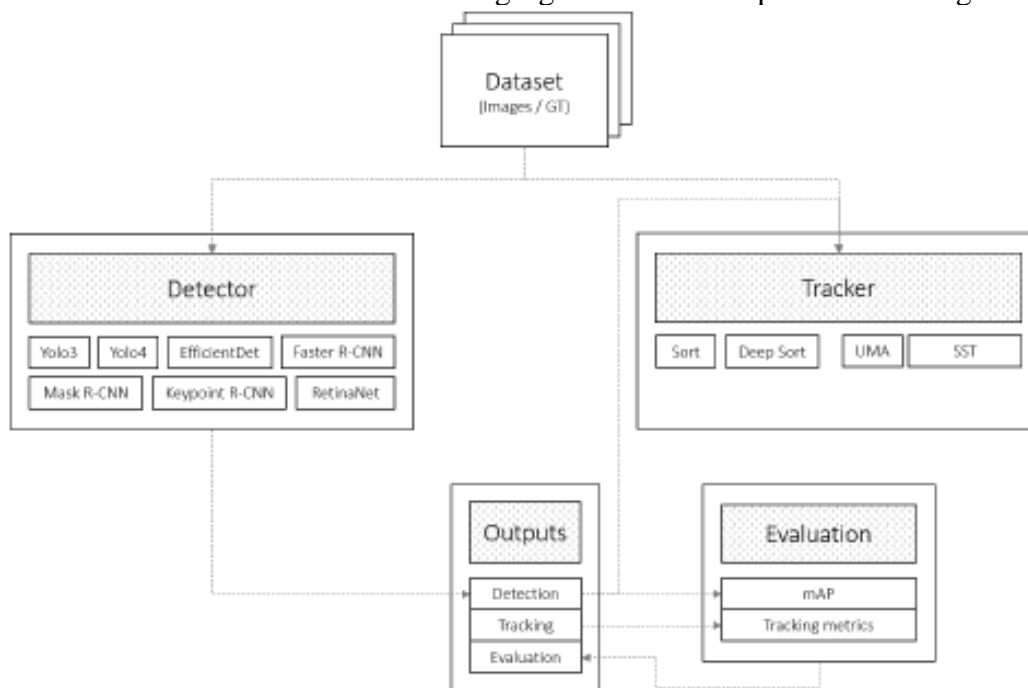 Dataset
(Images / GT)
Detector
Yolo3 Yolo4 EfficientDet Faster R-CNN
Mask R-CNN Keypoint R-CNN RetinaNet
Tracker
Sort Deep Sort UMA SST
Outputs
Detection
Tracking
Evaluation
Evaluation
mAP
Tracking metrics